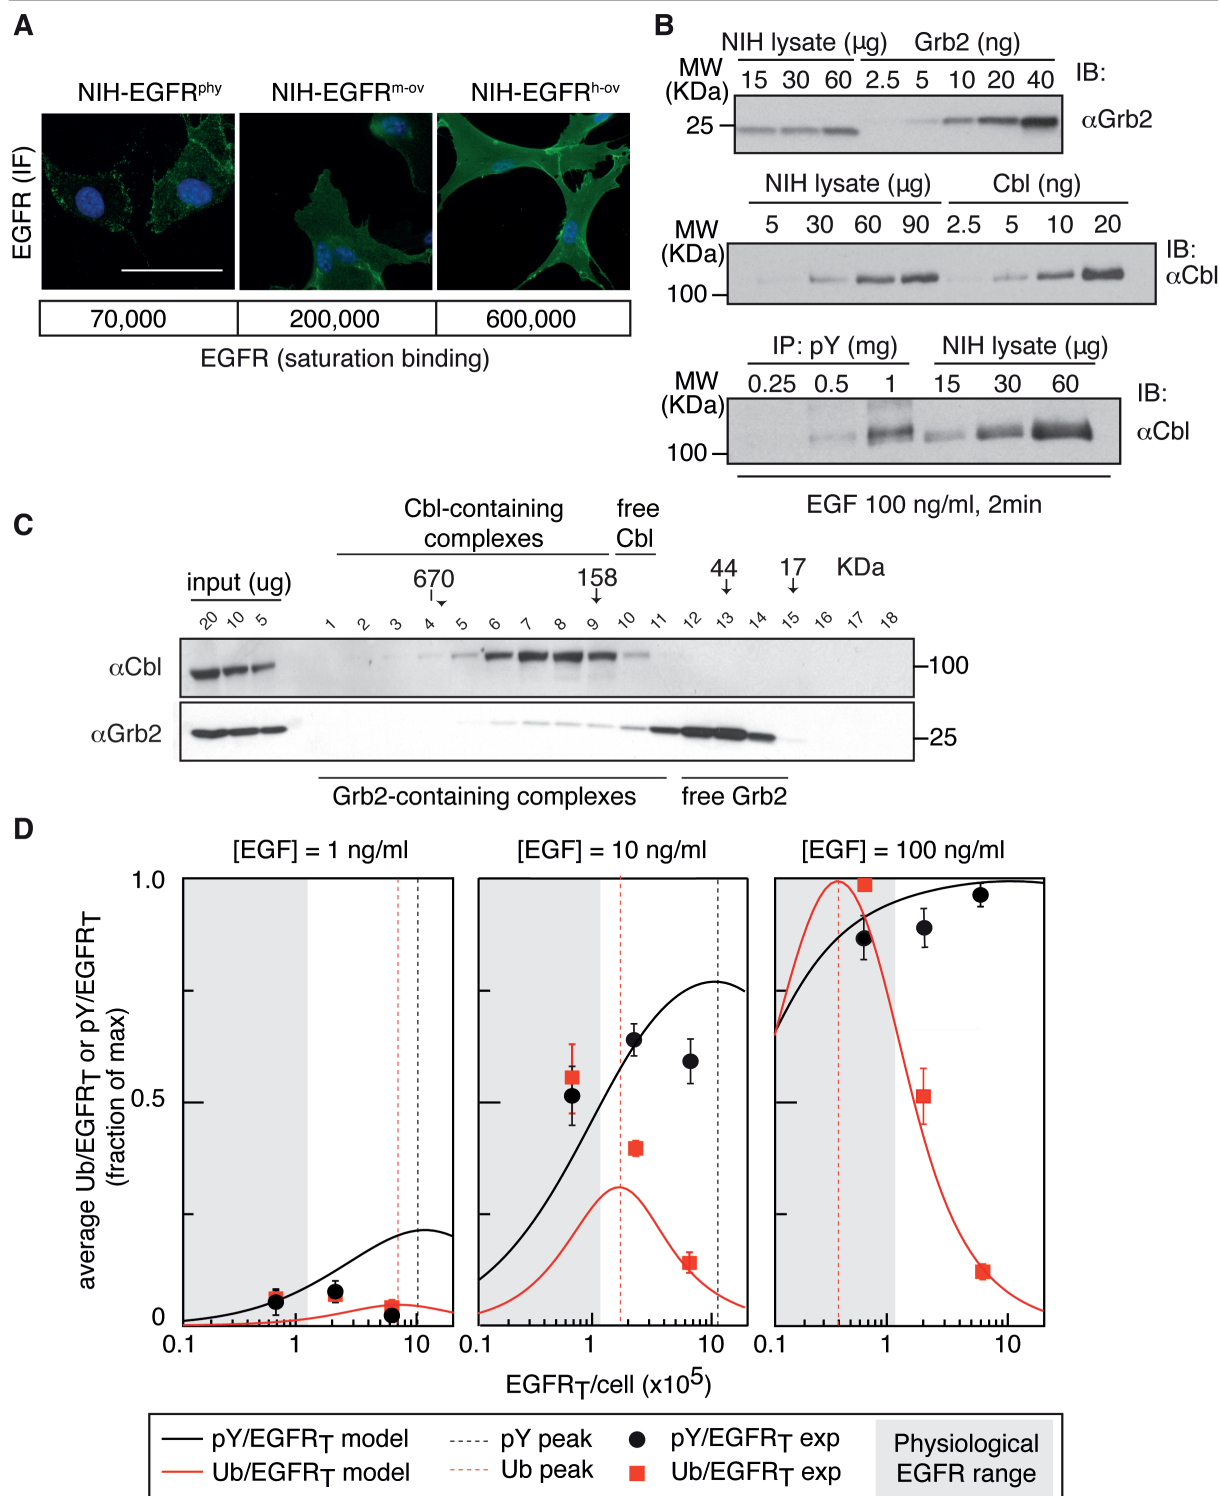 A
NIH-EGFRphy NIH-EGFRm-ov NIH-EGFRh-ov
EGFR (IF)
70,000 200,000 600,000
EGFR (saturation binding)
B
NIH lysate (µg) Grb2 (ng)
MW (KDa) 15 30 60 2.5 5 10 20 40 IB:
25 αGrb2
NIH lysate (µg) Cbl (ng)
MW (KDa) 5 30 60 90 2.5 5 10 20 IB:
100 αCbl
IP: pY (mg) NIH lysate (µg)
MW (KDa) 0.25 0.5 1 15 30 60 IB:
100 αCbl
EGF 100 ng/ml, 2min
C
Cbl-containing complexes free Cbl
input (ug) 670 158 44 17 KDa
20 10 5 1 2 3 4 5 6 7 8 9 10 11 12 13 14 15 16 17 18
αCbl 100
αGrb2 25
Grb2-containing complexes free Grb2
D
[EGF] = 1 ng/ml [EGF] = 10 ng/ml [EGF] = 100 ng/ml
average Ub/EGFRT or pY/EGFRT
(fraction of max)
1.0
0.5
0
0.1 1 10 0.1 1 10 0.1 1 10
EGFRT/cell (x105)
pY/EGFRT model pY peak pY/EGFRT exp Physiological
Ub/EGFRT model Ub peak Ub/EGFRT exp EGFR range